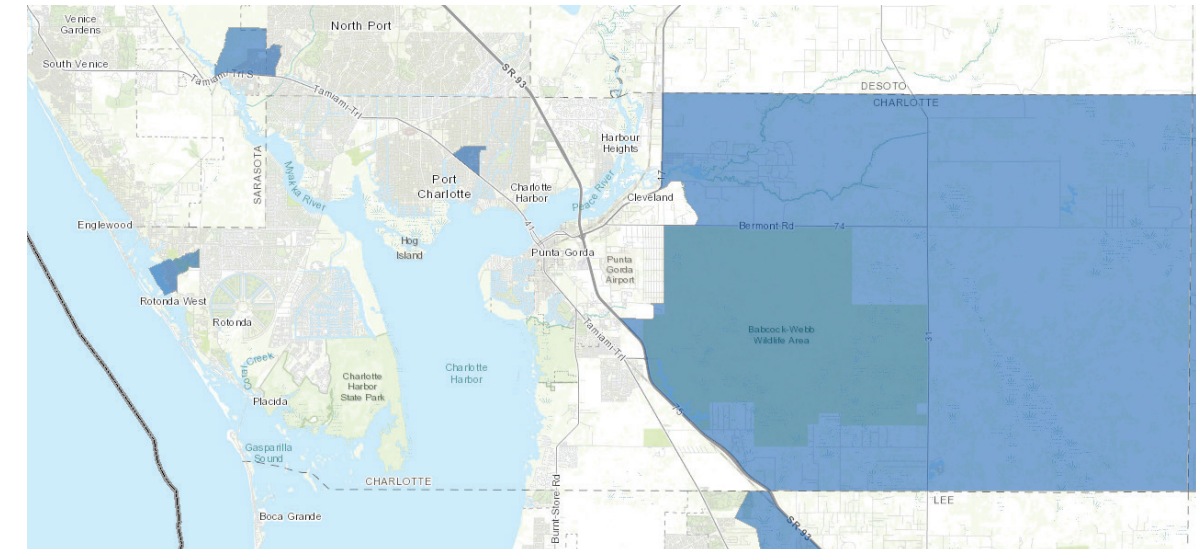 Venice
Gardens
North Port
South Venice
Tamiami-Trl S
Tamiami-Trl
SR-93
DESOTO
CHARLOTTE
Harbour
Heights
SARASOTA
Myakka River
Port
Charlotte
Charlotte
Harbor
Peace River
17
Cleveland
Englewood
41
Bermont Rd
74
Hog
Island
Punta Gorda
Punta
Gorda
Airport
Rotonda West
Rotonda
Babcock-Webb
Wildlife Area
31
Tamiami-Trl
Coral Creek
Charlotte
Harbor
State Park
Charlotte
Harbor
Placida
75
Gasparilla
Sound
CHARLOTTE
LEE
Burnt-Store-Rd
SR-93
Boca Grande